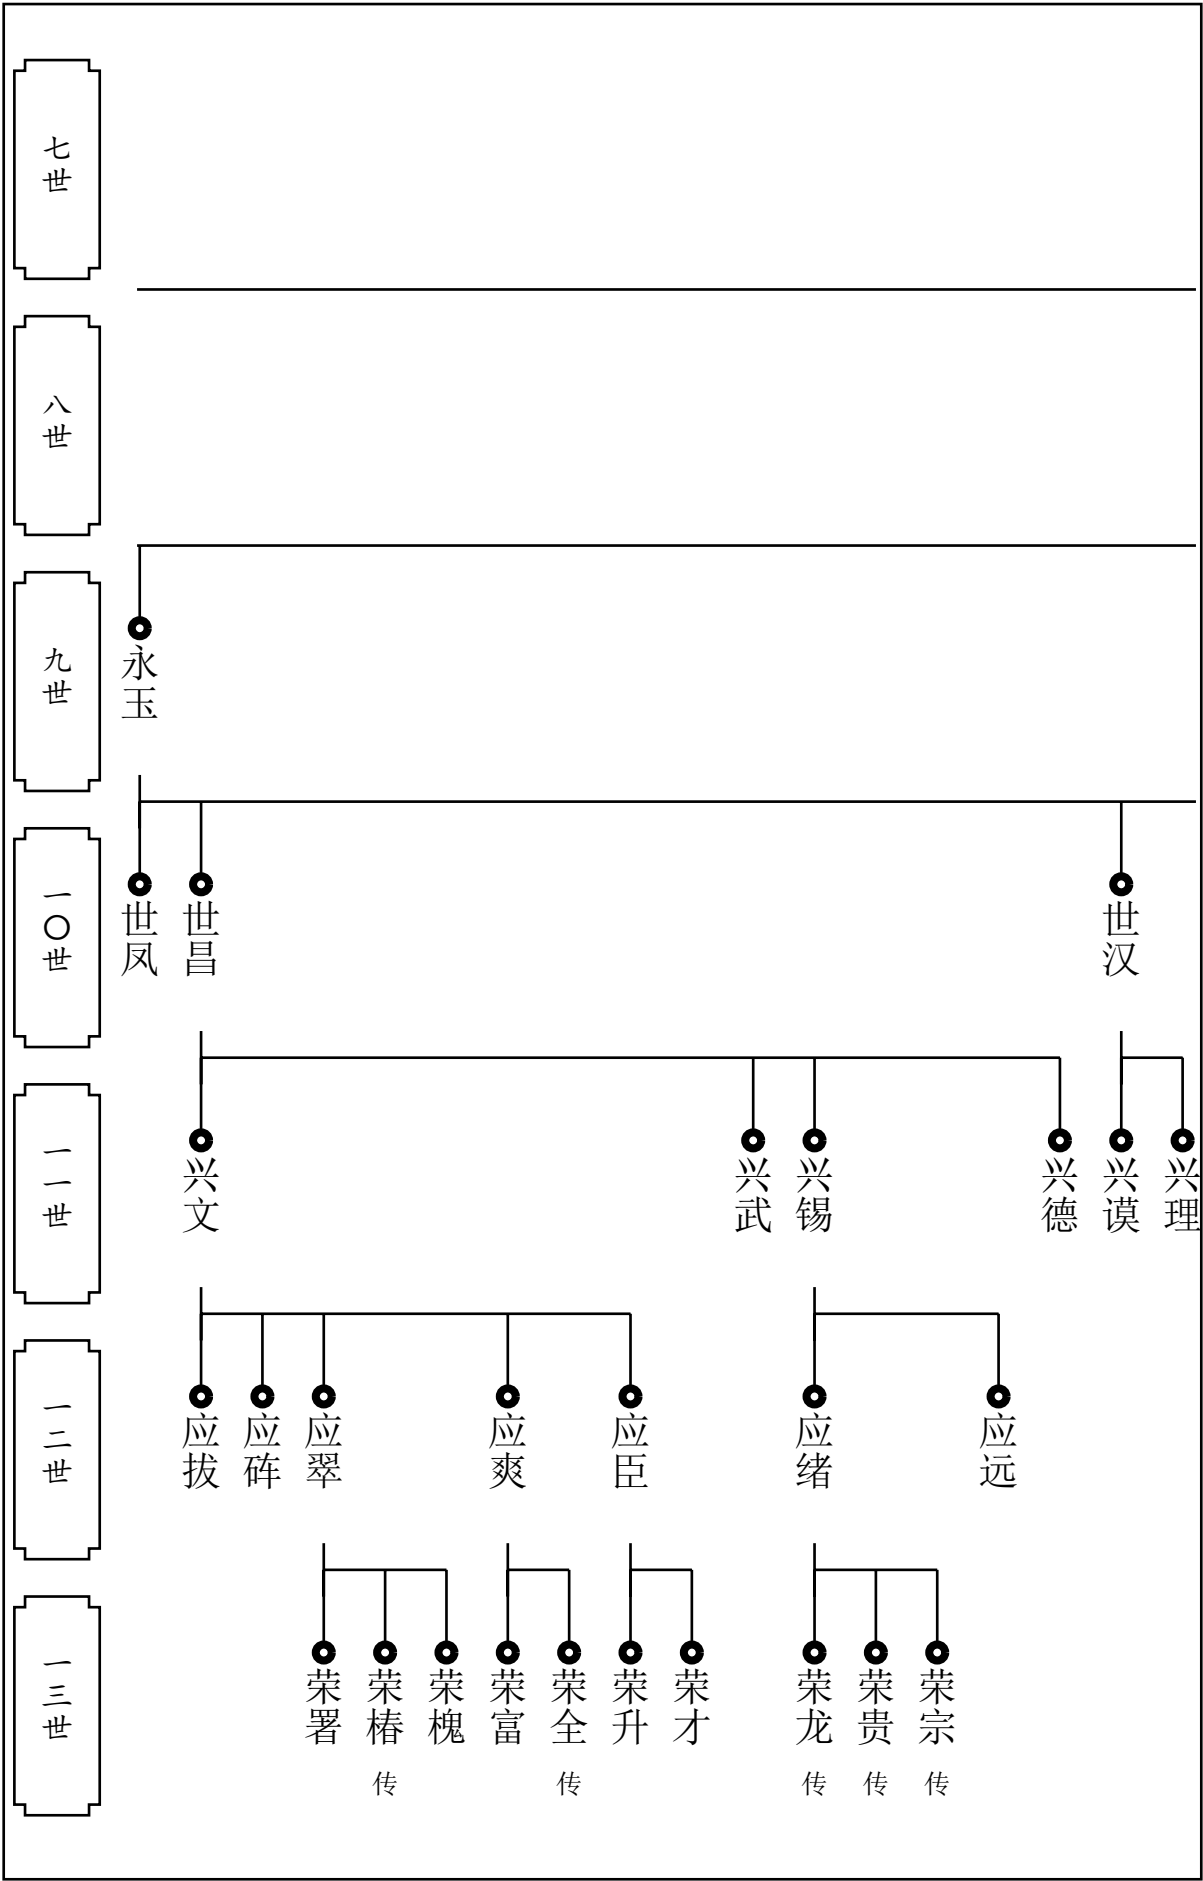 七世
八世
九世
永玉
一〇世
世凤
世昌
世汉
一一世
兴文
兴武
兴锡
兴德
兴谟
兴理
一二世
应拔
应砗
应翠
应爽
应臣
应绪
应远
一三世
荣署
荣椿
荣槐
荣富
荣全
荣升
荣才
荣龙
荣贵
荣宗
传
传
传
传
传